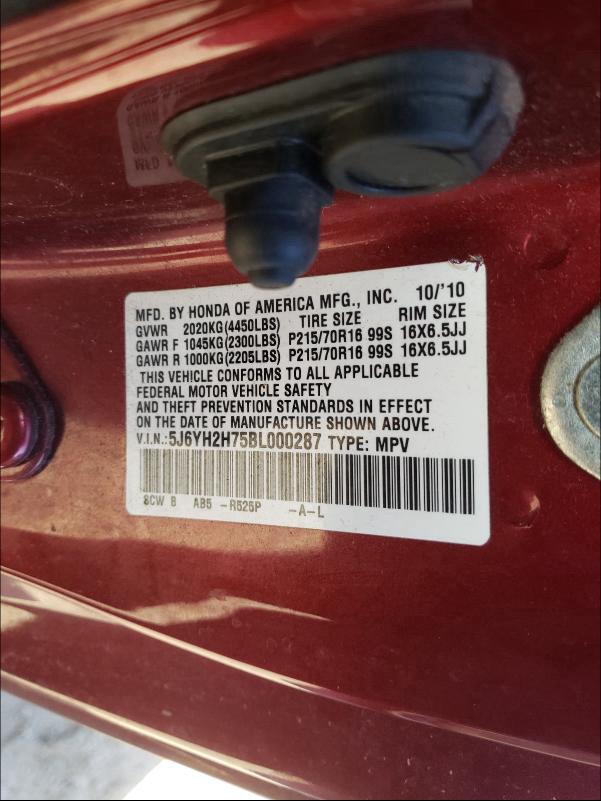 MFD. BY HONDA OF AMERICA MFG., INC. 10/'10
GVWR 2020KG(4450LBS) TIRE SIZE RIM SIZE
GAWR F 1045KG(2300LBS) P215/70R16 99S 16X6.5JJ
GAWR R 1000KG(2205LBS) P215/70R16 99S 16X6.5JJ
THIS VEHICLE CONFORMS TO ALL APPLICABLE
FEDERAL MOTOR VEHICLE SAFETY
AND THEFT PREVENTION STANDARDS IN EFFECT
ON THE DATE OF MANUFACTURE SHOWN ABOVE.
V.I.N.:5J6YH2H75BL000287 TYPE: MPV
8CW B AB5 -R525P -A-L